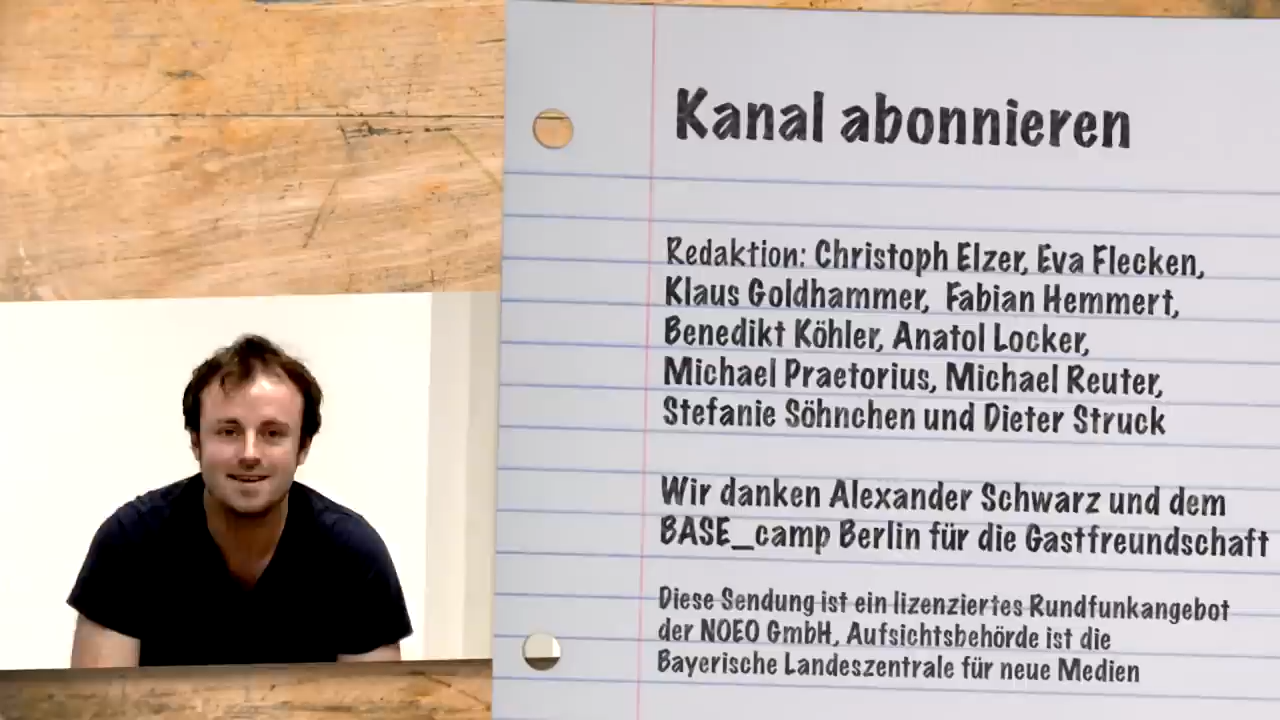 Kanal abonnieren
Redaktion: Christoph Elzer, Eva Flecken,
Klaus Goldhammer, Fabian Hemmert,
Benedikt Köhler, Anatol Locker,
Michael Praetorius, Michael Reuter,
Stefanie Söhnchen und Dieter Struck
Wir danken Alexander Schwarz und dem
BASE_camp Berlin für die Gastfreundschaft
Diese Sendung ist ein lizenziertes Rundfunkangebot
der NOEO GmbH, Aufsichtsbehörde ist die
Bayerische Landeszentrale für neue Medien